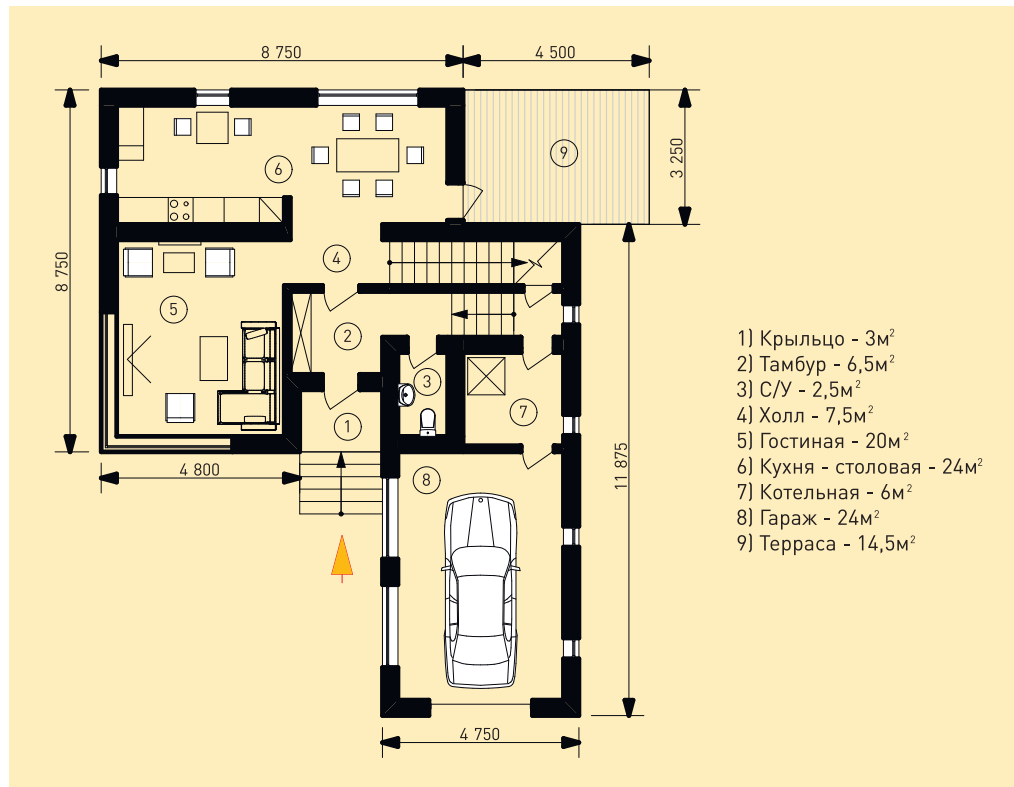 8 750
4 500
3 250
8 750
9
6
4
5
2
3
7
1
8
4 800
11 875
4 750
1) Крыльцо - 3м²
2) Тамбур - 6,5м²
3) С/У - 2,5м²
4) Холл - 7,5м²
5) Гостиная - 20м²
6) Кухня - столовая - 24м²
7) Котельная - 6м²
8) Гараж - 24м²
9) Терраса - 14,5м²